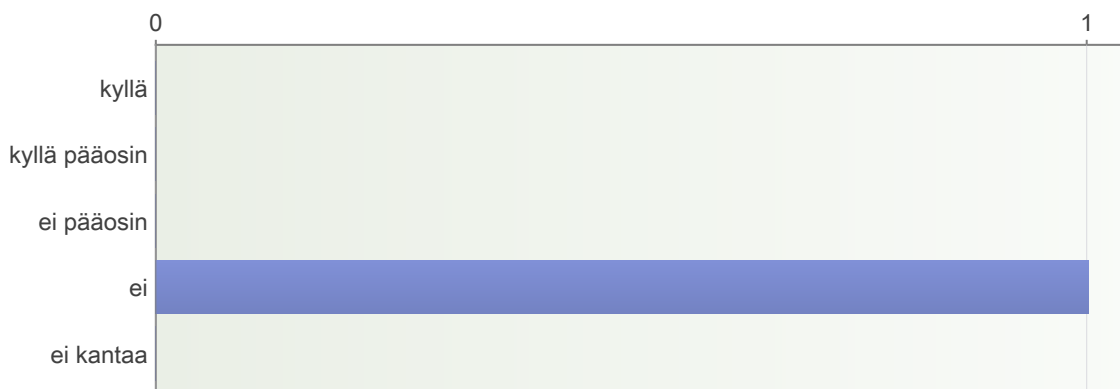 0 1
kyllä
kyllä pääosin
ei pääosin
ei
ei kantaa